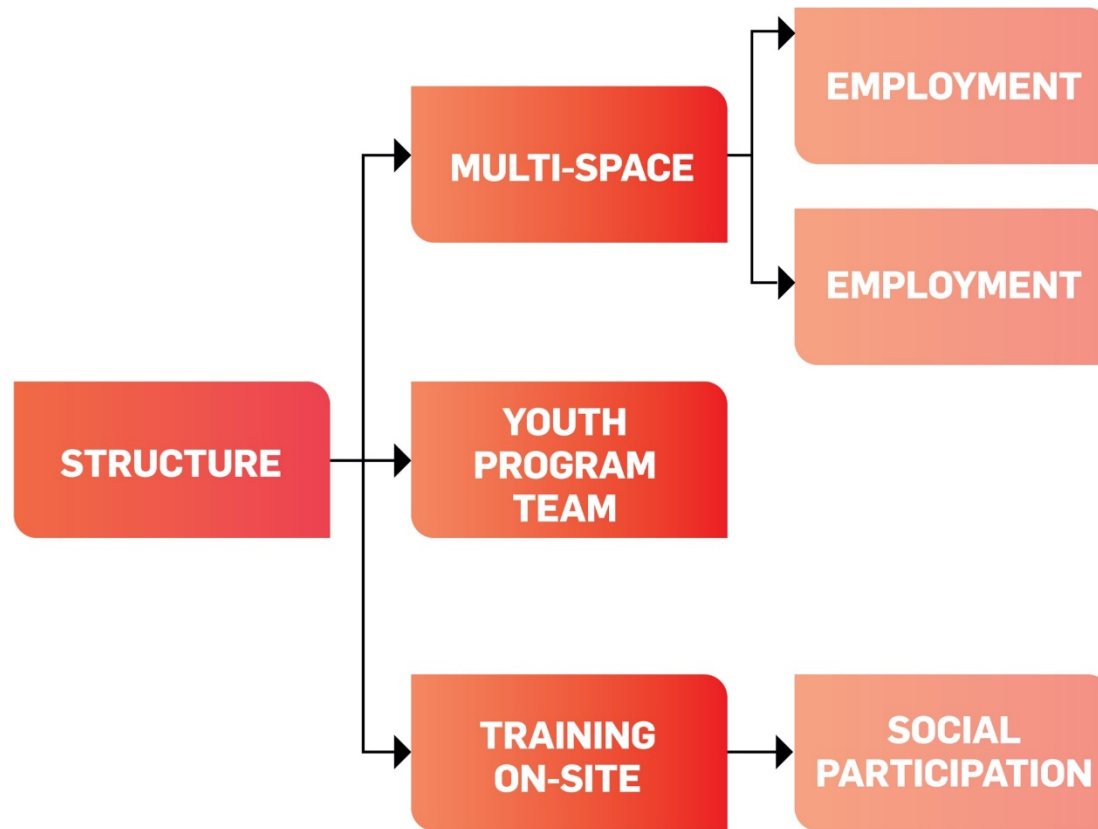 EMPLOYMENT
MULTI-SPACE
EMPLOYMENT
STRUCTURE
YOUTH
PROGRAM
TEAM
TRAINING
ON-SITE
SOCIAL
PARTICIPATION